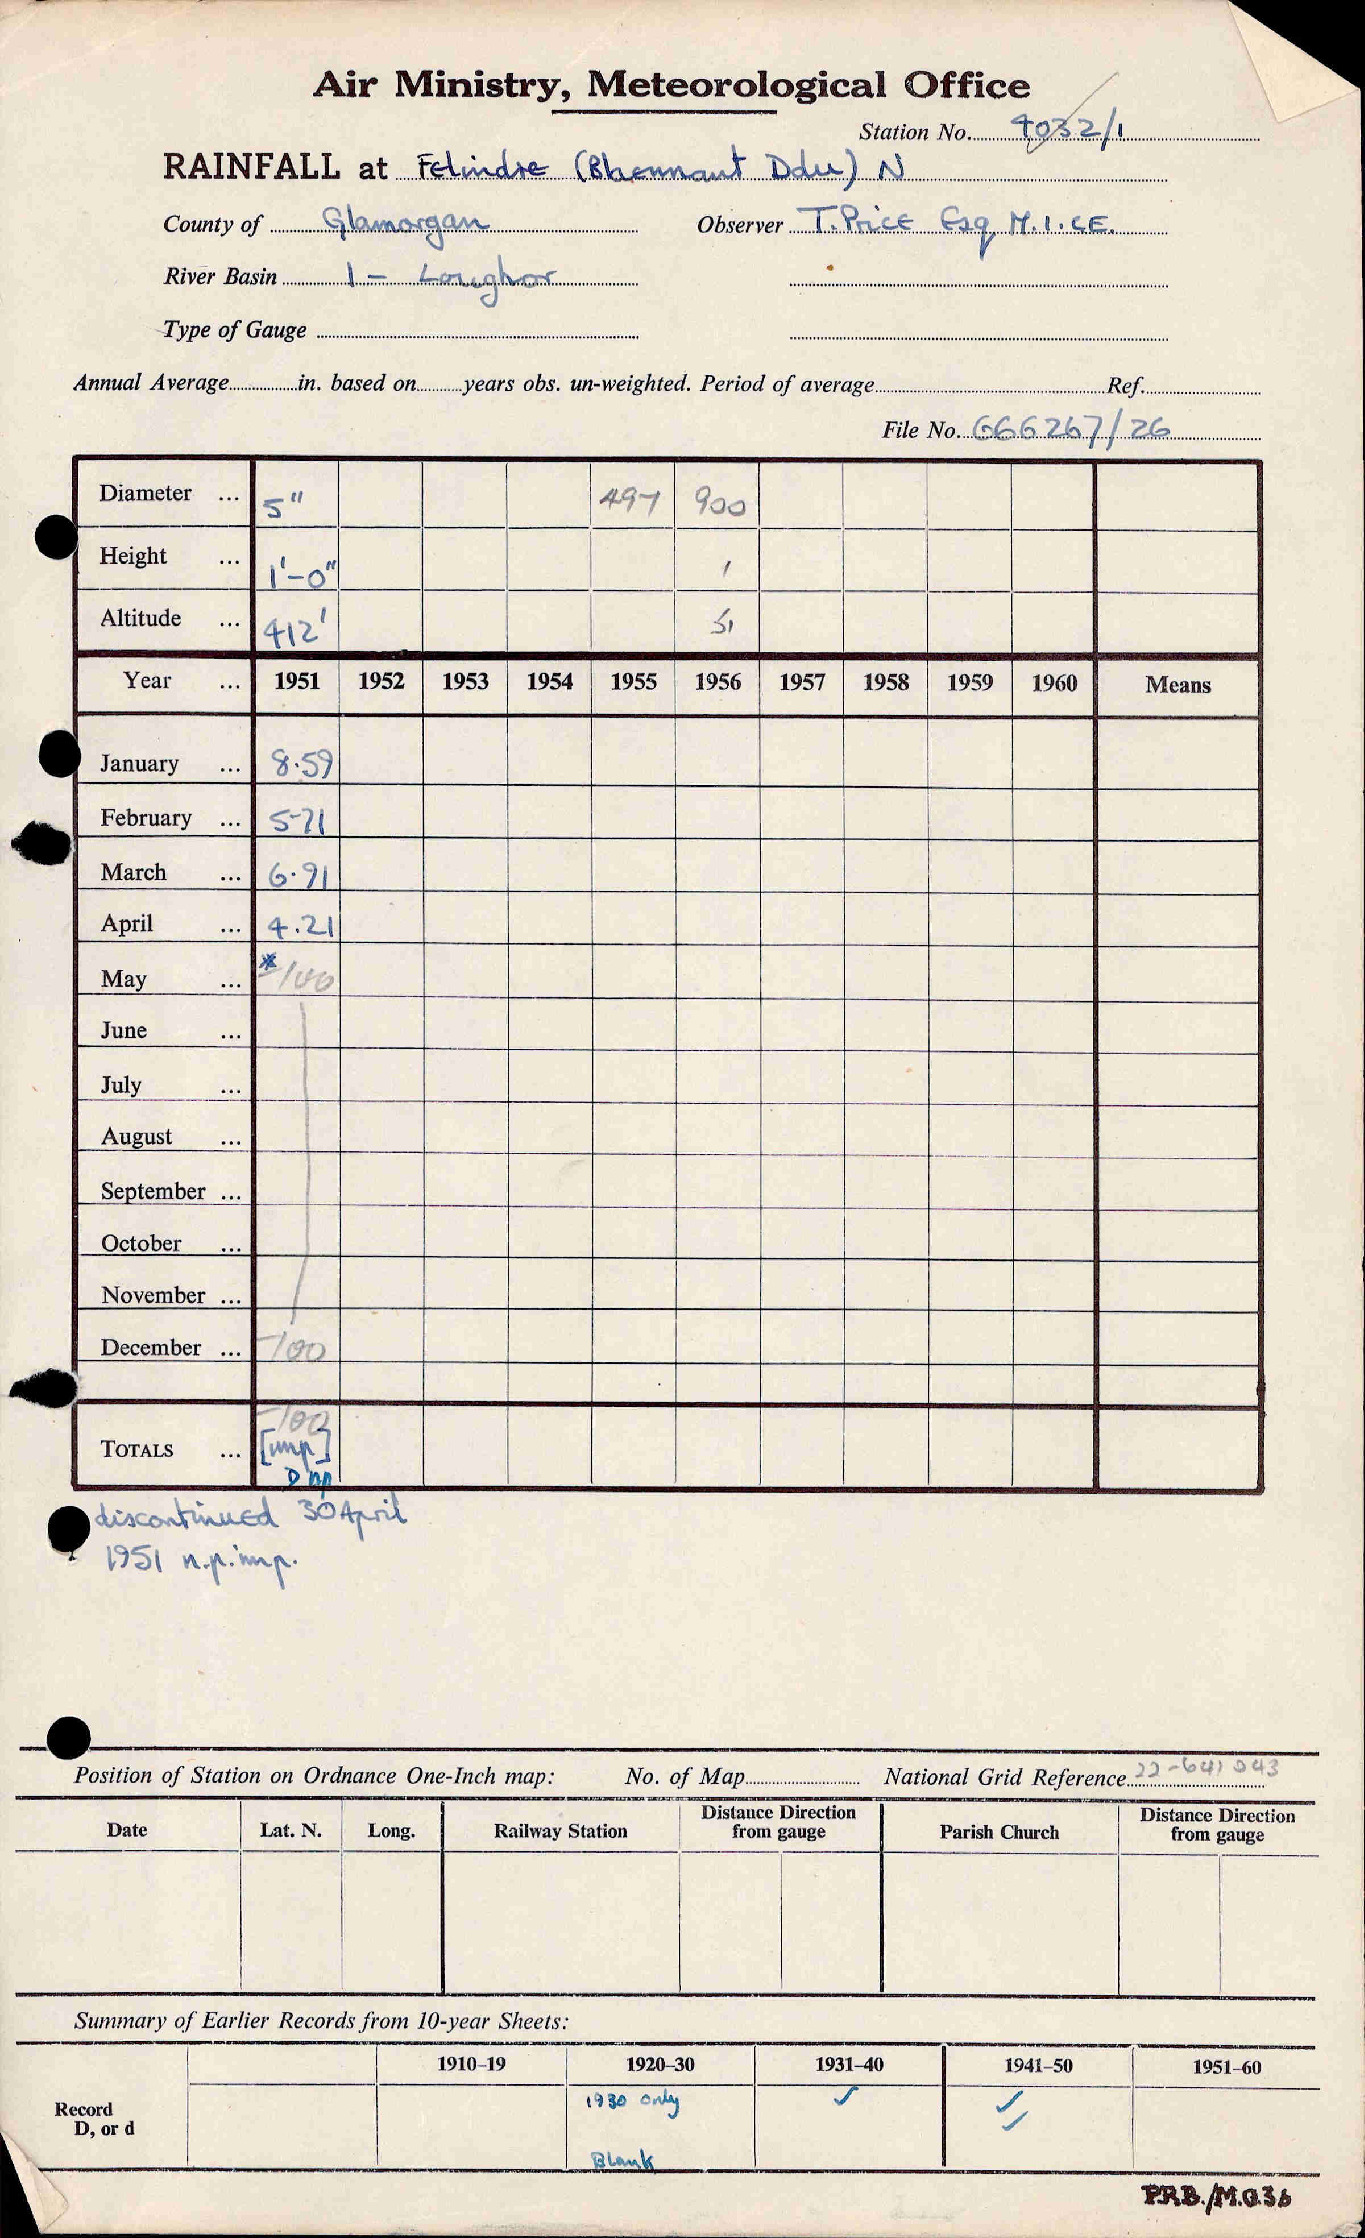 Air Ministry, Meteorological Office
Station No. 4032/1
RAINFALL at Felindre (Blaennant Ddu) N
County of Glamorgan Observer T. Price Esq M.I.C.E.
River Basin 1 - Loughor
Type of Gauge
Annual Average in. based on years obs. un-weighted. Period of average Ref.
File No. 666267/26
Diameter ... 5" 497 900
Height ... 1'-0" 1
Altitude ... 412' 51
Year ... 1951 1952 1953 1954 1955 1956 1957 1958 1959 1960 Means
January ... 8.59
February ... 5.71
March ... 6.91
April ... 4.21
May ... * -100
June ...
July ...
August ...
September ...
October ...
November ...
December ... -100
TOTALS ... -100
[imp]
discontinued 30 April
1951 n.p. imp.
Position of Station on Ordnance One-Inch map: No. of Map National Grid Reference 22-641
Date Lat. N. Long. Railway Station Distance Direction from gauge Parish Church Distance Direction from gauge
Summary of Earlier Records from 10-year Sheets:
1910-19 1920-30 1931-40 1941-50 1951-60
Record 1930 only ✓ ✓
D, or d ✓
Blank
P.R.B./M.O.36